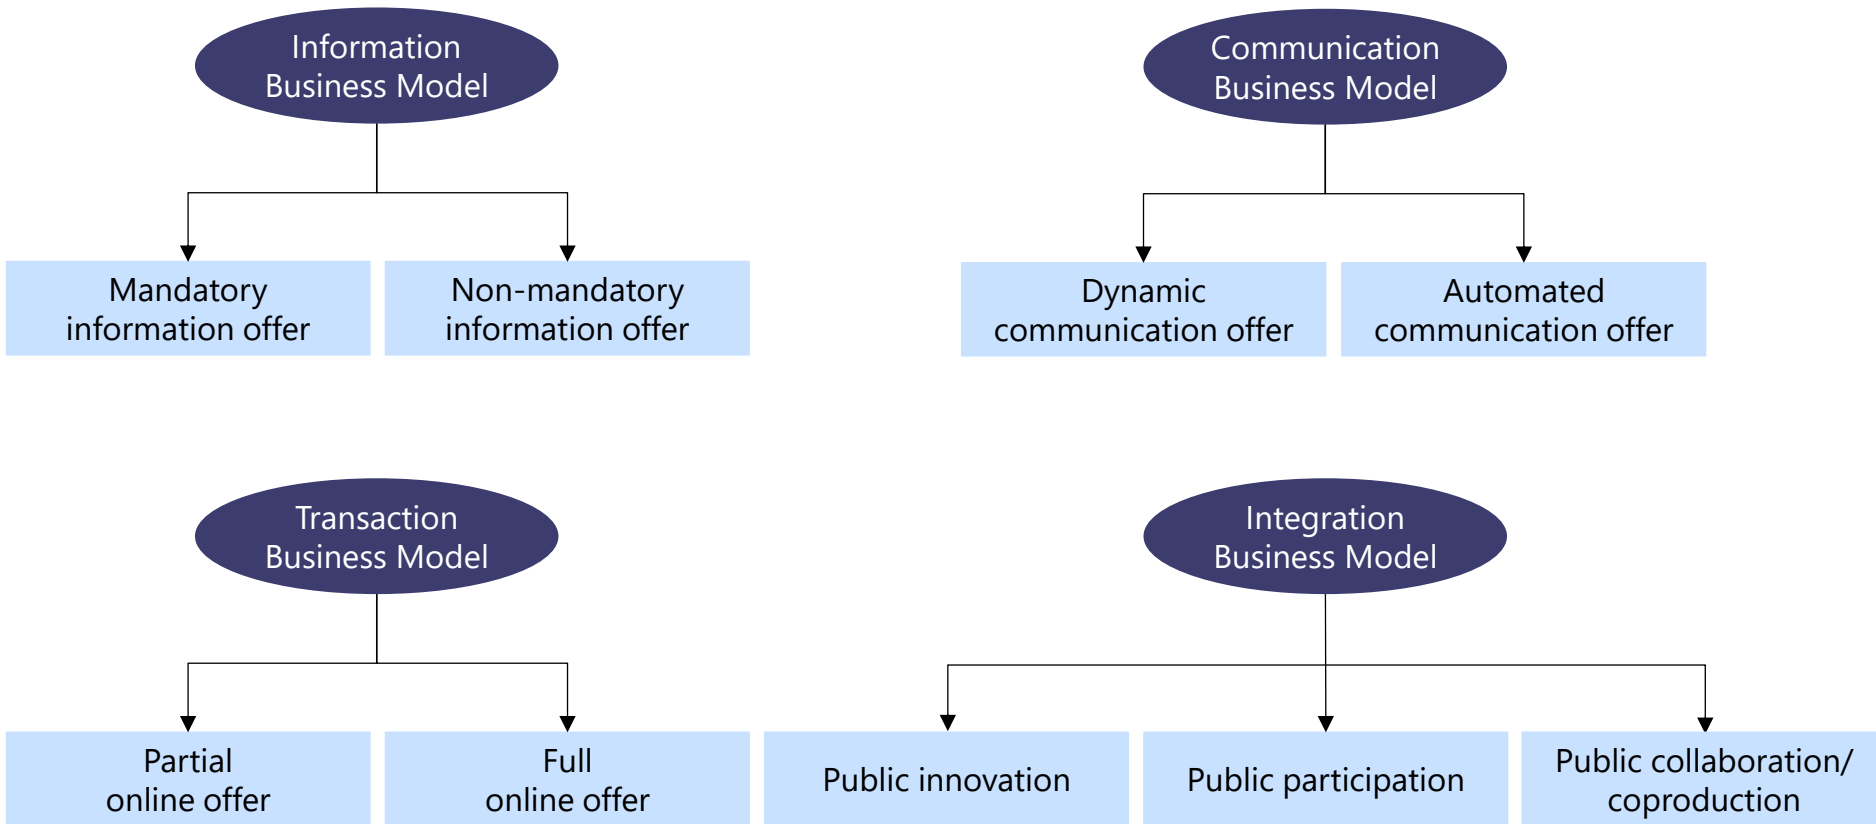 Information
Business Model
Communication
Business Model
Mandatory
information offer
Non-mandatory
information offer
Dynamic
communication offer
Automated
communication offer
Transaction
Business Model
Integration
Business Model
Partial
online offer
Full
online offer
Public innovation
Public participation
Public collaboration/
coproduction